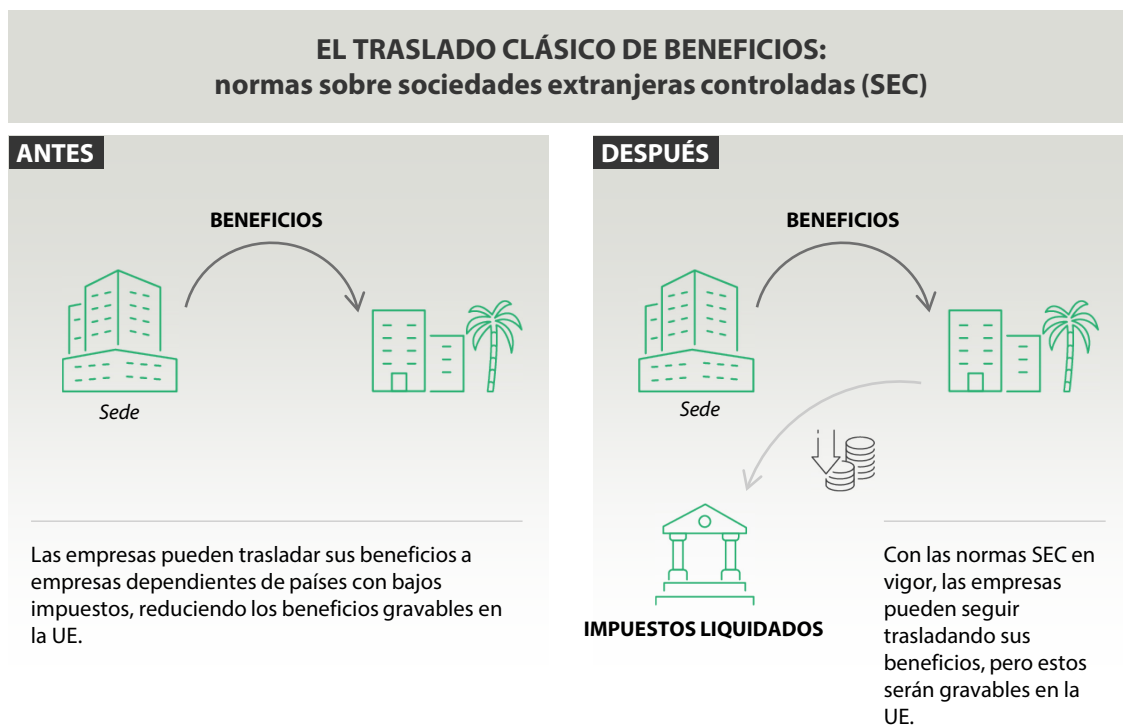 EL TRASLADO CLÁSICO DE BENEFICIOS:
normas sobre sociedades extranjeras controladas (SEC)
ANTES
BENEFICIOS
Sede
Las empresas pueden trasladar sus beneficios a
empresas dependientes de países con bajos
impuestos, reduciendo los beneficios gravables en
la UE.
DESPUÉS
BENEFICIOS
Sede
IMPUESTOS LIQUIDADOS
Con las normas SEC en
vigor, las empresas
pueden seguir
trasladando sus
beneficios, pero estos
serán gravables en la
UE.